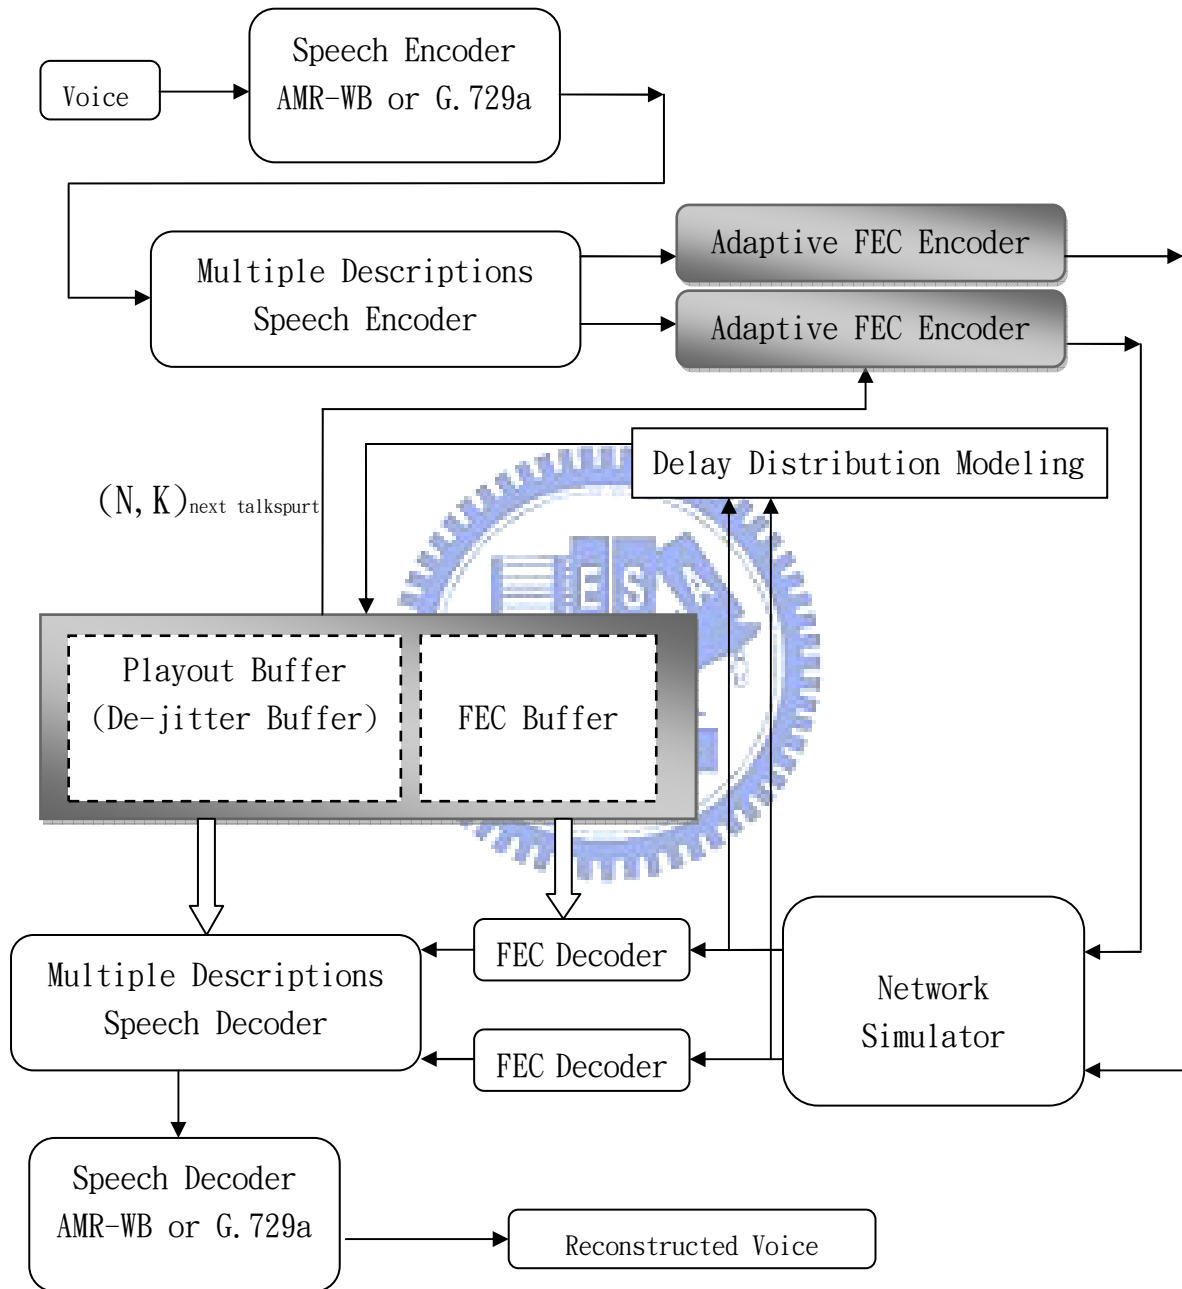 Voice
Speech Encoder
AMR-WB or G.729a
Multiple Descriptions
Speech Encoder
Adaptive FEC Encoder
Adaptive FEC Encoder
Delay Distribution Modeling
(N,K)next talkspurt
E S A
Playout Buffer
(De-jitter Buffer)
FEC Buffer
Multiple Descriptions
Speech Decoder
FEC Decoder
FEC Decoder
Network
Simulator
Speech Decoder
AMR-WB or G.729a
Reconstructed Voice